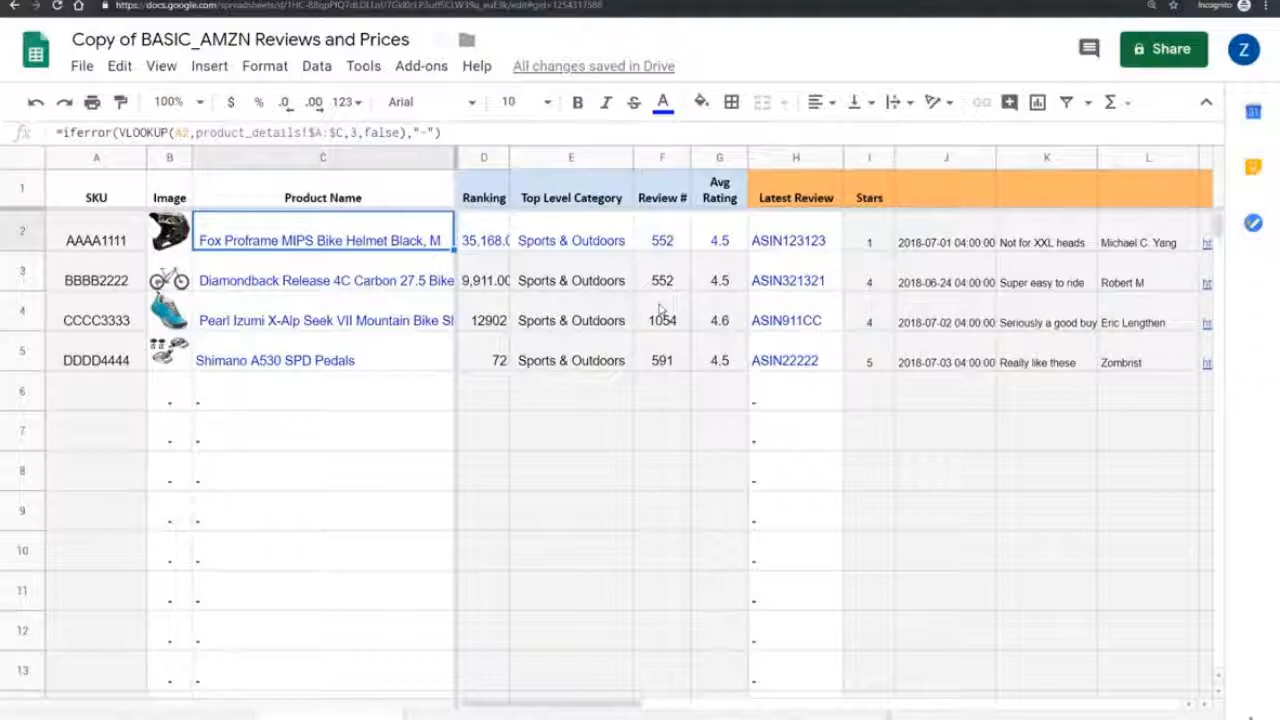 https://docs.google.com/spreadsheets/d/
Incognito
Copy of BASIC_AMZN Reviews and Prices
File Edit View Insert Format Data Tools Add-ons Help All changes saved in Drive
Share
Z
100% $ % .0 .00 123 Arial 10 B I S A Σ
31
fx =iferror(VLOOKUP(A2,product_details!$A:$C,3,false),"-")
A B C D E F G H I J K L
1 SKU Image Product Name Ranking Top Level Category Review # Avg Rating Latest Review Stars
2 AAAA1111 Fox Proframe MIPS Bike Helmet Black, M 35,168.0 Sports & Outdoors 552 4.5 ASIN123123 1 2018-07-01 04:00:00 Not for XXL heads Michael C. Yang ht
3 BBBB2222 Diamondback Release 4C Carbon 27.5 Bike 9,911.00 Sports & Outdoors 552 4.5 ASIN321321 4 2018-06-24 04:00:00 Super easy to ride Robert M ht
4 CCCC3333 Pearl Izumi X-Alp Seek VII Mountain Bike Sh 12902 Sports & Outdoors 1054 4.6 ASIN911CC 4 2018-07-02 04:00:00 Seriously a good buy Eric Lengthen ht
5 DDDD4444 Shimano A530 SPD Pedals 72 Sports & Outdoors 591 4.5 ASIN22222 5 2018-07-03 04:00:00 Really like these Zombrist ht
6 - - -
7 - - -
8 - - -
9 - - -
10 - - -
11 - - -
12 - - -
13 - - -